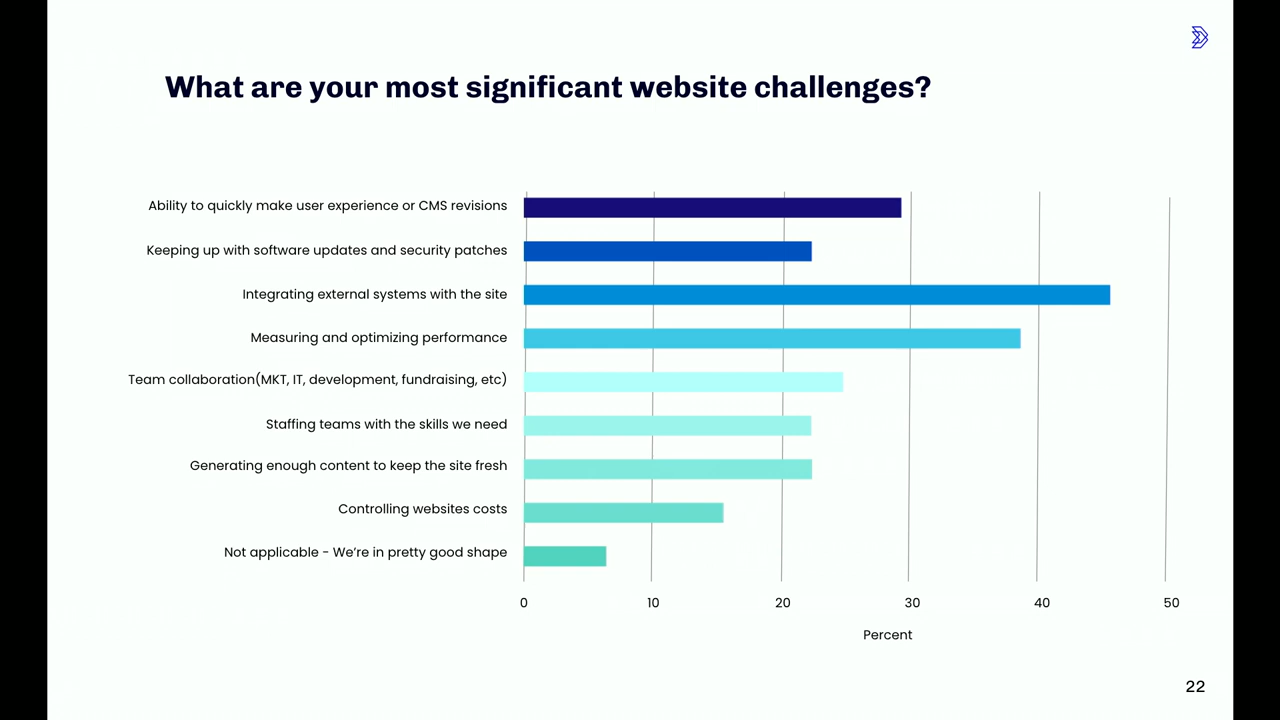 What are your most significant website challenges?
Ability to quickly make user experience or CMS revisions
Keeping up with software updates and security patches
Integrating external systems with the site
Measuring and optimizing performance
Team collaboration(MKT, IT, development, fundraising, etc)
Staffing teams with the skills we need
Generating enough content to keep the site fresh
Controlling websites costs
Not applicable - We’re in pretty good shape
0 10 20 30 40 50
Percent
22